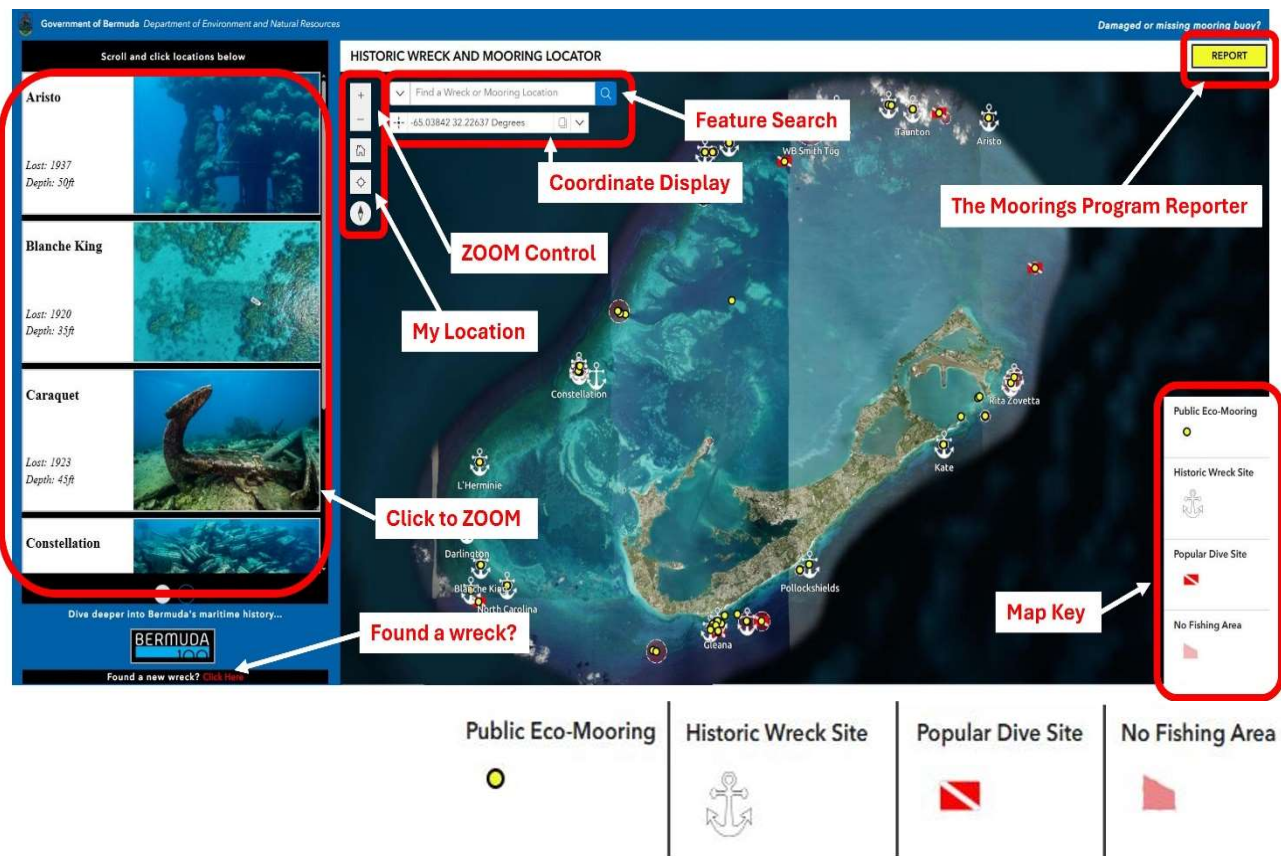 Government of Bermuda Department of Environment and Natural Resources
Damaged or missing mooring buoy?
Scroll and click locations below
HISTORIC WRECK AND MOORING LOCATOR
REPORT
Aristo
Lost: 1937
Depth: 50ft
Blanche King
Lost: 1920
Depth: 35ft
Caraquet
Lost: 1923
Depth: 45ft
Constellation
Dive deeper into Bermuda's maritime history...
BERMUDA
100
Found a new wreck? Click Here
Find a Wreck or Mooring Location
-65.03842 32.22637 Degrees
Feature Search
Coordinate Display
The Moorings Program Reporter
ZOOM Control
My Location
Click to ZOOM
Found a wreck?
Map Key
Taunton
Aristo
WB Smith Tog
Constellation
Rita Zovetta
Kate
L'Herminie
Darlington
Blanche King
North Carolina
Pollockshields
Gleana
Public Eco-Mooring
Historic Wreck Site
Popular Dive Site
No Fishing Area
Public Eco-Mooring
Historic Wreck Site
Popular Dive Site
No Fishing Area